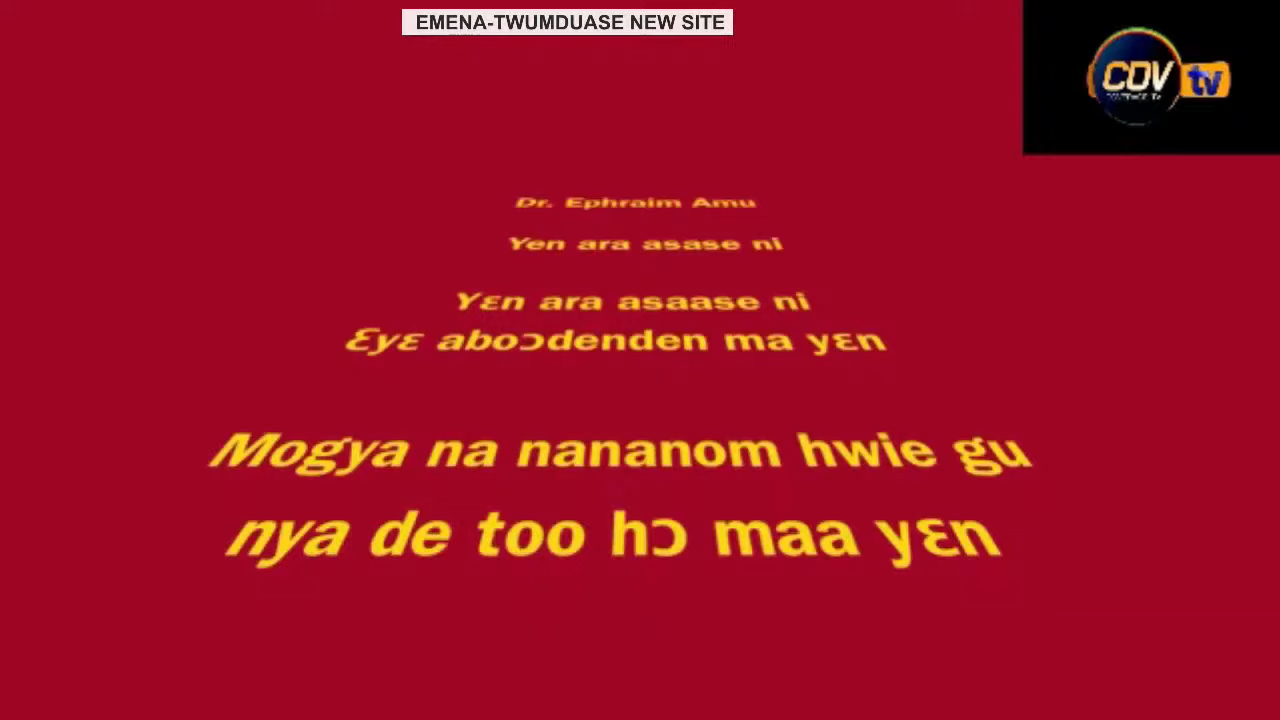 EMENA-TWUMDUASE NEW SITE
CDV tv
Dr. Ephraim Amu
Yen ara asase ni
Yɛn ara asaase ni
Ɛyɛ aboɔdenden ma yɛn
Mogya na nananom hwie gu
nya de too hɔ maa yɛn